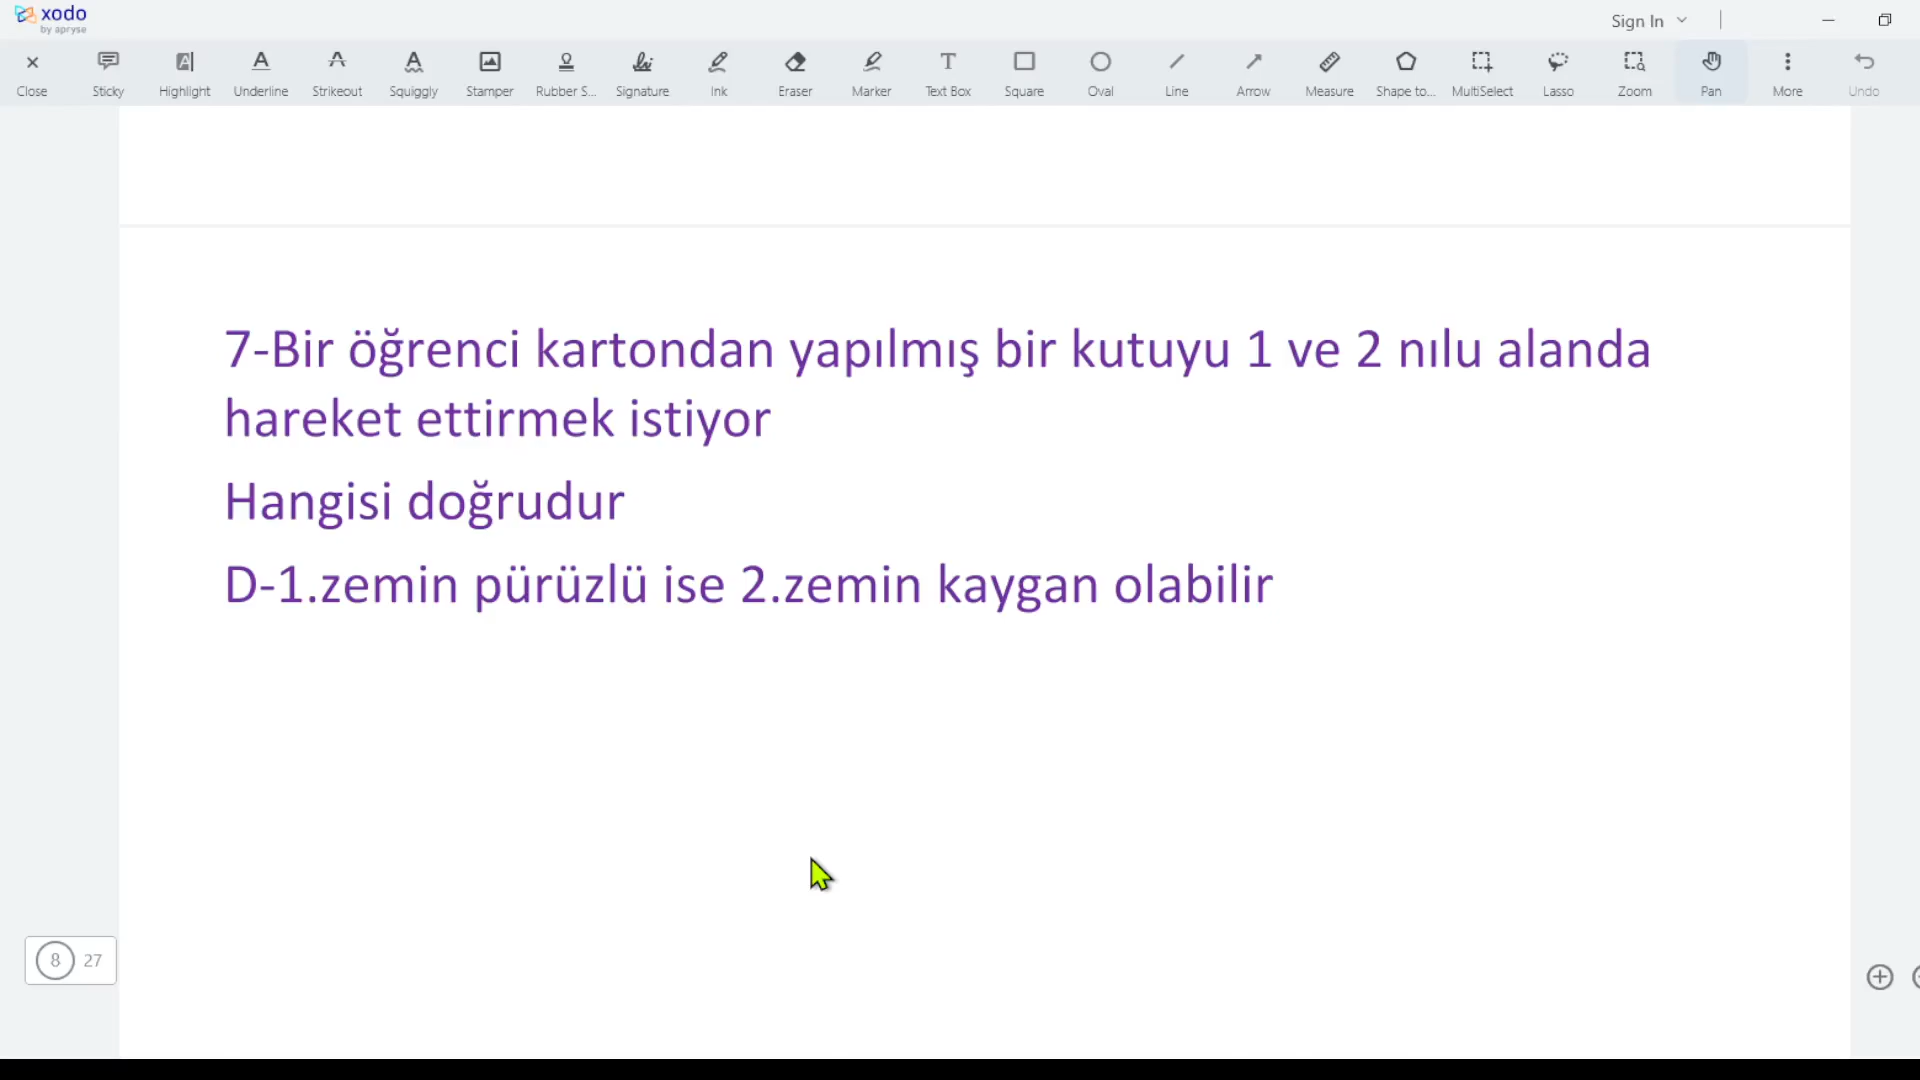 xodo
by apryse
Sign In
Close Sticky Highlight Underline Strikeout Squiggly Stamper Rubber S... Signature Ink Eraser Marker Text Box Square Oval Line Arrow Measure Shape to... MultiSelect Lasso Zoom Pan More Undo
7-Bir öğrenci kartondan yapılmış bir kutuyu 1 ve 2 nılu alanda
hareket ettirmek istiyor
Hangisi doğrudur
D-1.zemin pürüzlü ise 2.zemin kaygan olabilir
8 27